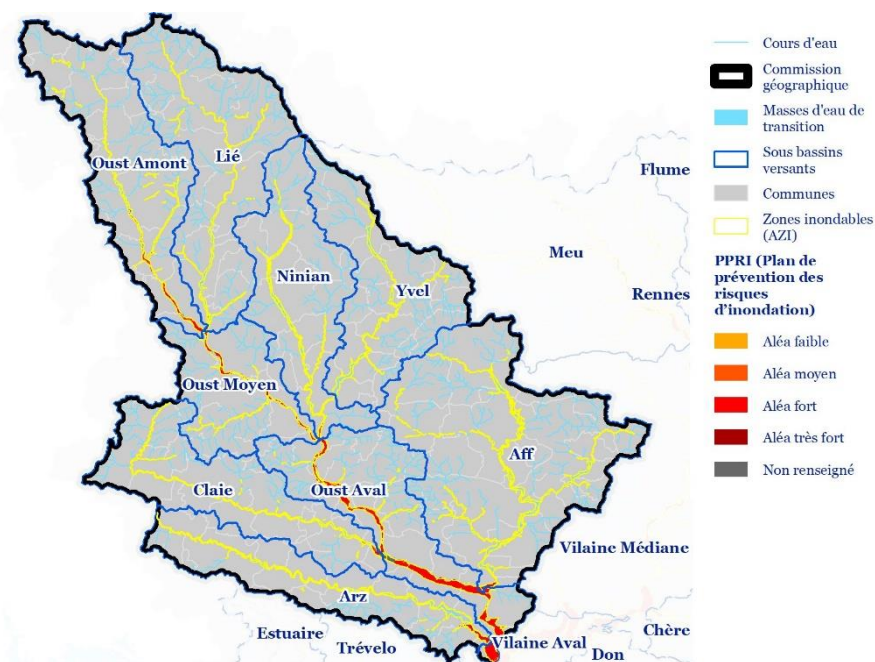 Oust Amont
Lié
Ninian
Yvel
Oust Moyen
Aff
Claie
Oust Aval
Arz
Flume
Meu
Rennes
Vilaine Médiane
Estuaire
Trévelo
Vilaine Aval
Don
Chère
Cours d'eau
Commission
géographique
Masses d'eau de
transition
Sous bassins
versants
Communes
Zones inondables
(AZI)
PPRI (Plan de
prévention des
risques
d'inondation)
Aléa faible
Aléa moyen
Aléa fort
Aléa très fort
Non renseigné